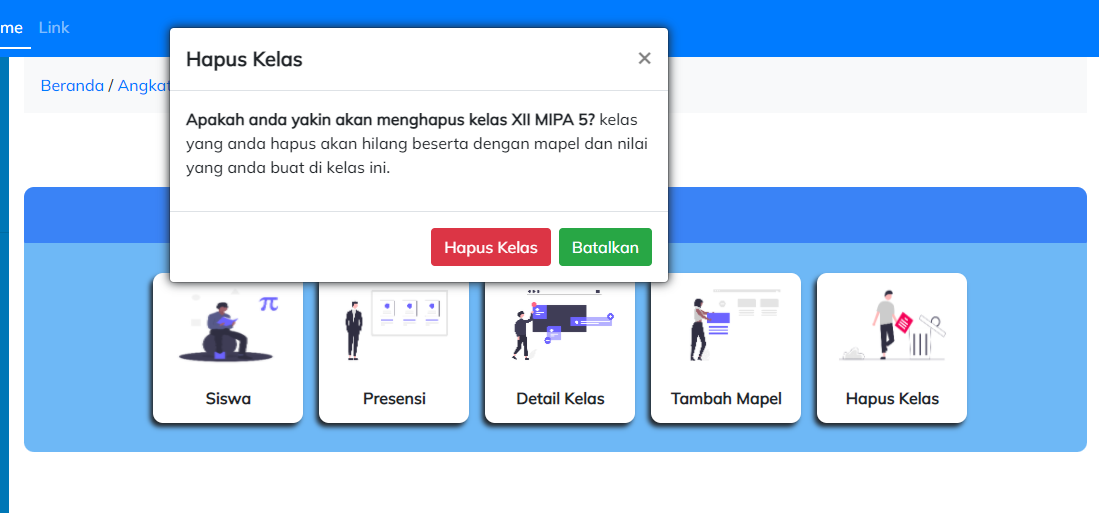 me Link
Hapus Kelas ×
Beranda / Angkat
Apakah anda yakin akan menghapus kelas XII MIPA 5? kelas
yang anda hapus akan hilang beserta dengan mapel dan nilai
yang anda buat di kelas ini.
Hapus Kelas Batalkan
π
Siswa Presensi Detail Kelas Tambah Mapel Hapus Kelas